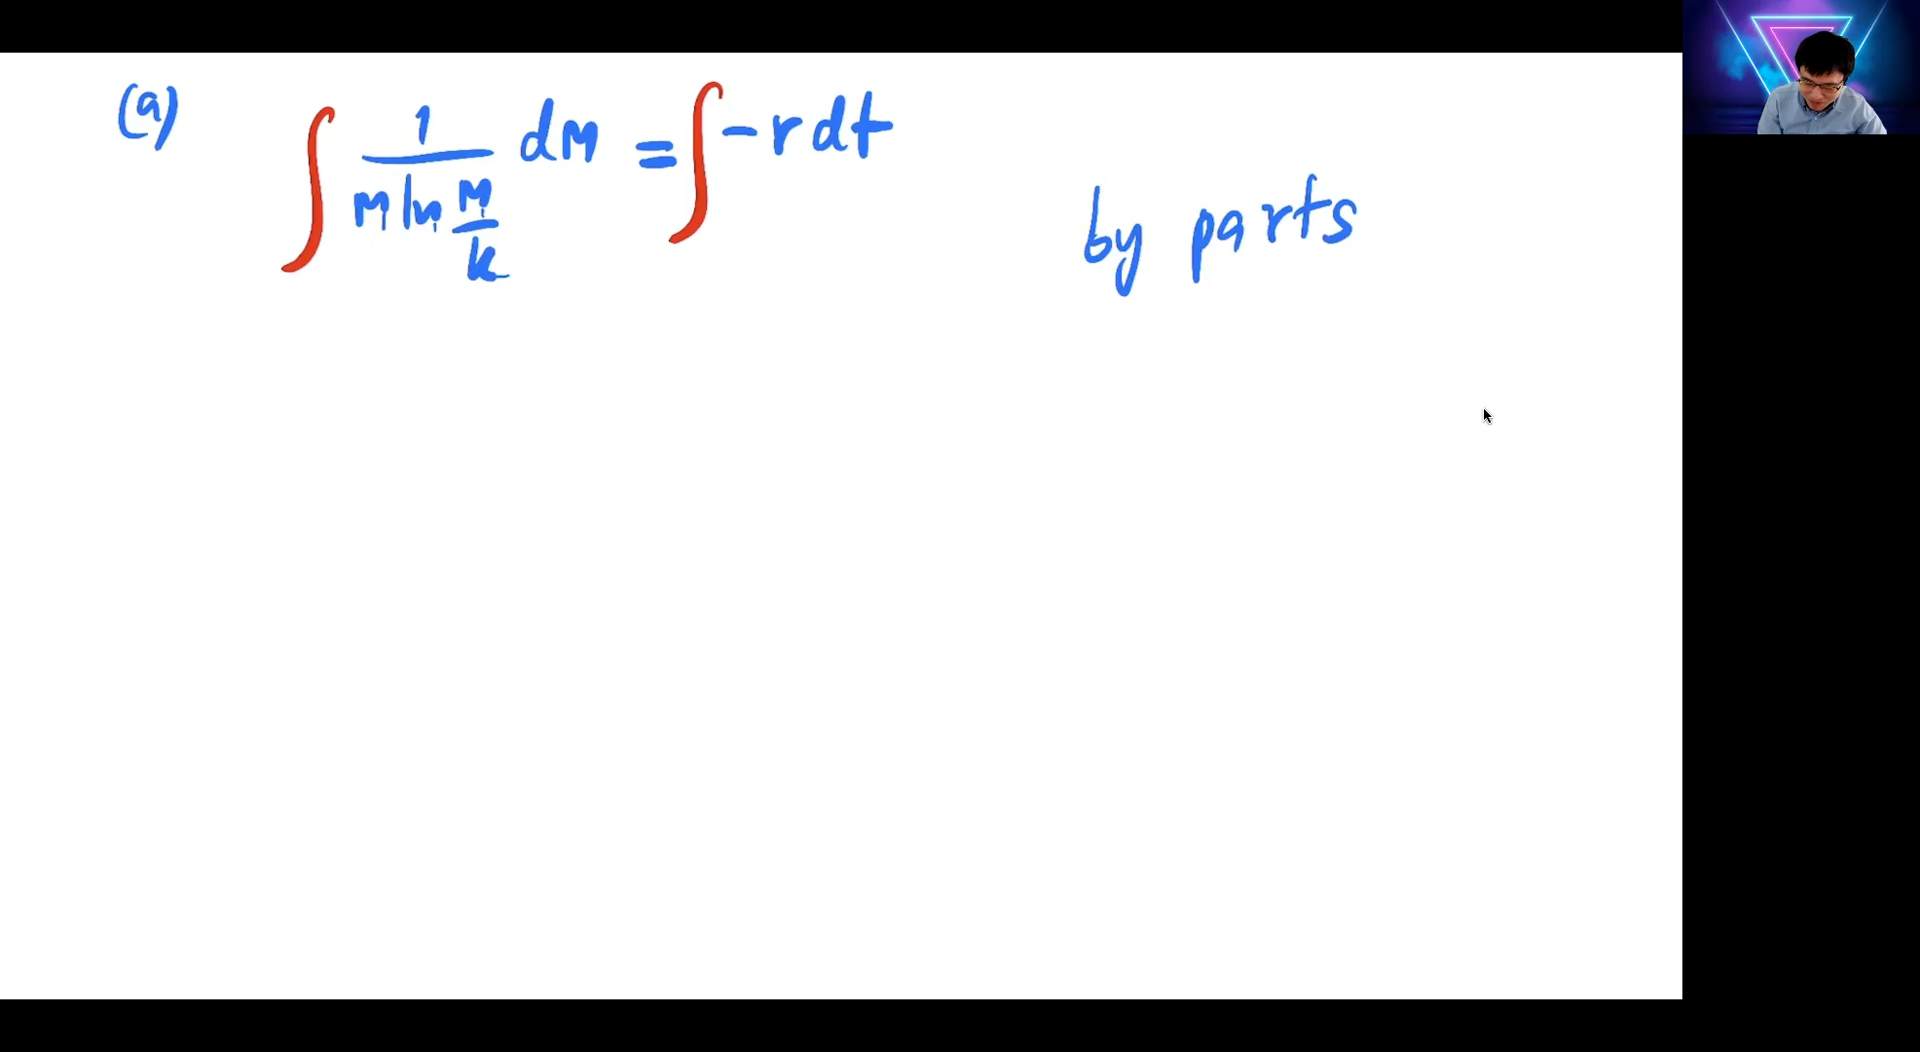 (a) ∫ 1/(M ln M/k) dM = ∫ -r dt
by parts